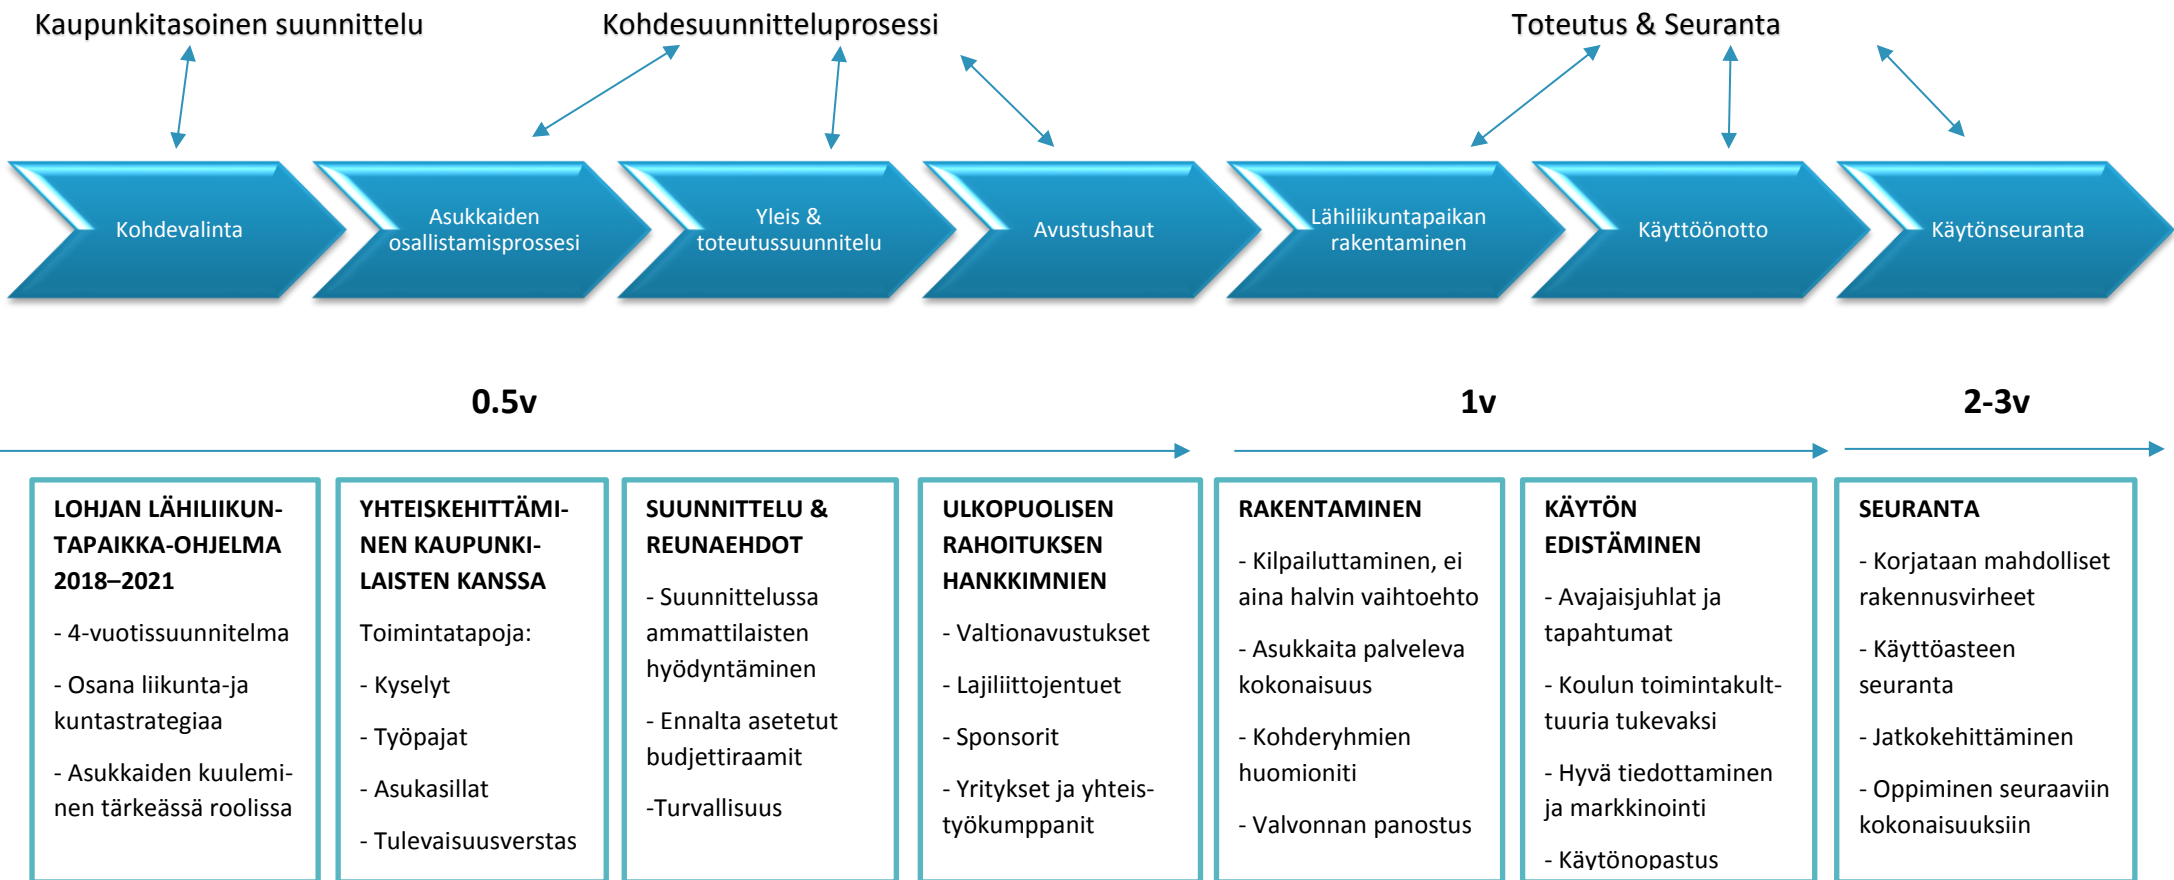 Kaupunkitasoinen suunnittelu
Kohdesuunnitteluprosessi
Toteutus & Seuranta
Kohdevalinta
Asukkaiden
osallistamisprossesi
Yleis &
toteutussuunnitelu
Avustushaut
Lähiliikuntapaikan
rakentaminen
Käyttöönotto
Käytönseuranta
0.5v
1v
2-3v
LOHJAN LÄHILIIKUN-
TAPAIKKA-OHJELMA
2018–2021
- 4-vuotissuunnitelma
- Osana liikunta-ja
kuntastrategiaa
- Asukkaiden kuulemi-
nen tärkeässä roolissa
YHTEISKEHITTÄMI-
NEN KAUPUNKI-
LAISTEN KANSSA
Toimintatapoja:
- Kyselyt
- Työpajat
- Asukasillat
- Tulevaisuusverstas
SUUNNITTELU &
REUNAEHDOT
- Suunnittelussa
ammattilaisten
hyödyntäminen
- Ennalta asetetut
budjettiraamit
-Turvallisuus
ULKOPUOLISEN
RAHOITUKSEN
HANKKIMNIEN
- Valtionavustukset
- Lajiliittojentuet
- Sponsorit
- Yritykset ja yhteis-
työkumppanit
RAKENTAMINEN
- Kilpailuttaminen, ei
aina halvin vaihtoehto
- Asukkaita palveleva
kokonaisuus
- Kohderyhmien
huomioniti
- Valvonnan panostus
KÄYTÖN
EDISTÄMINEN
- Avajaisjuhlat ja
tapahtumat
- Koulun toimintakult-
tuuria tukevaksi
- Hyvä tiedottaminen
ja markkinointi
- Käytönopastus
SEURANTA
- Korjataan mahdolliset
rakennusvirheet
- Käyttöasteen
seuranta
- Jatkokehittäminen
- Oppiminen seuraaviin
kokonaisuuksiin